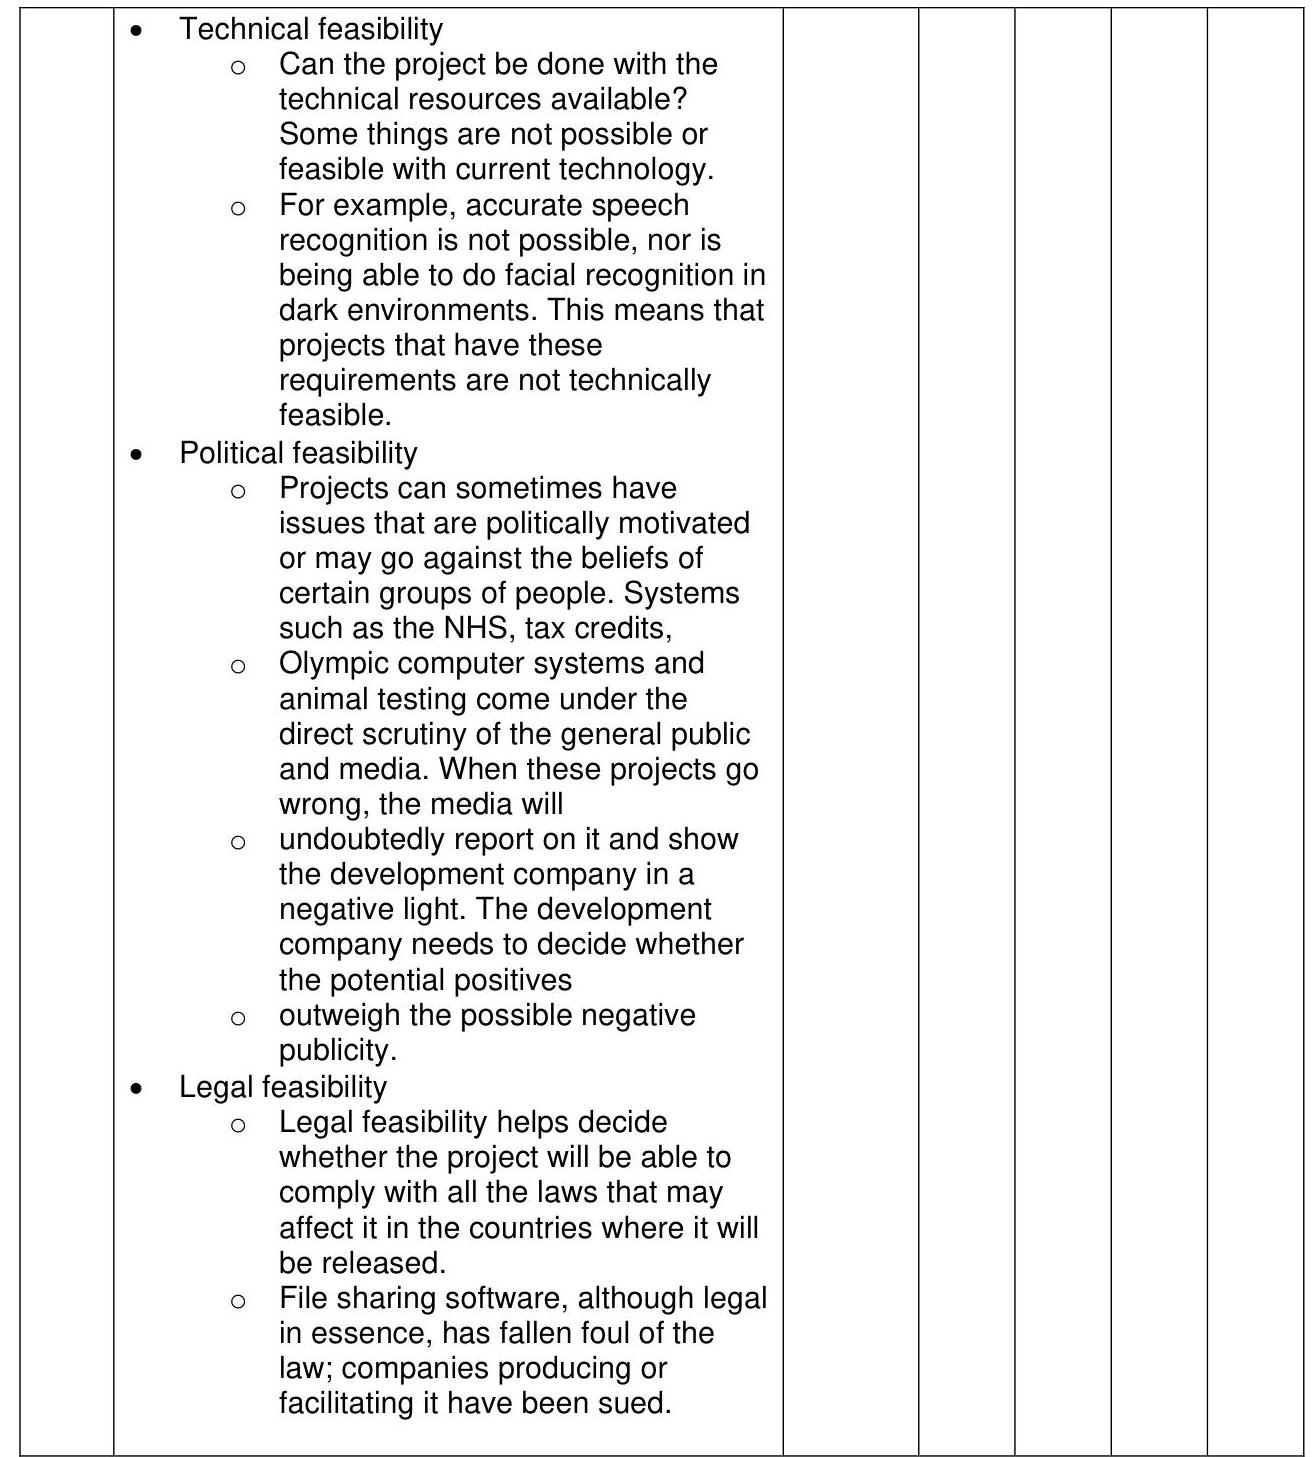 • Technical feasibility
o Can the project be done with the
technical resources available?
Some things are not possible or
feasible with current technology.
o For example, accurate speech
recognition is not possible, nor is
being able to do facial recognition in
dark environments. This means that
projects that have these
requirements are not technically
feasible.
• Political feasibility
o Projects can sometimes have
issues that are politically motivated
or may go against the beliefs of
certain groups of people. Systems
such as the NHS, tax credits,
o Olympic computer systems and
animal testing come under the
direct scrutiny of the general public
and media. When these projects go
wrong, the media will
o undoubtedly report on it and show
the development company in a
negative light. The development
company needs to decide whether
the potential positives
o outweigh the possible negative
publicity.
• Legal feasibility
o Legal feasibility helps decide
whether the project will be able to
comply with all the laws that may
affect it in the countries where it will
be released.
o File sharing software, although legal
in essence, has fallen foul of the
law; companies producing or
facilitating it have been sued.